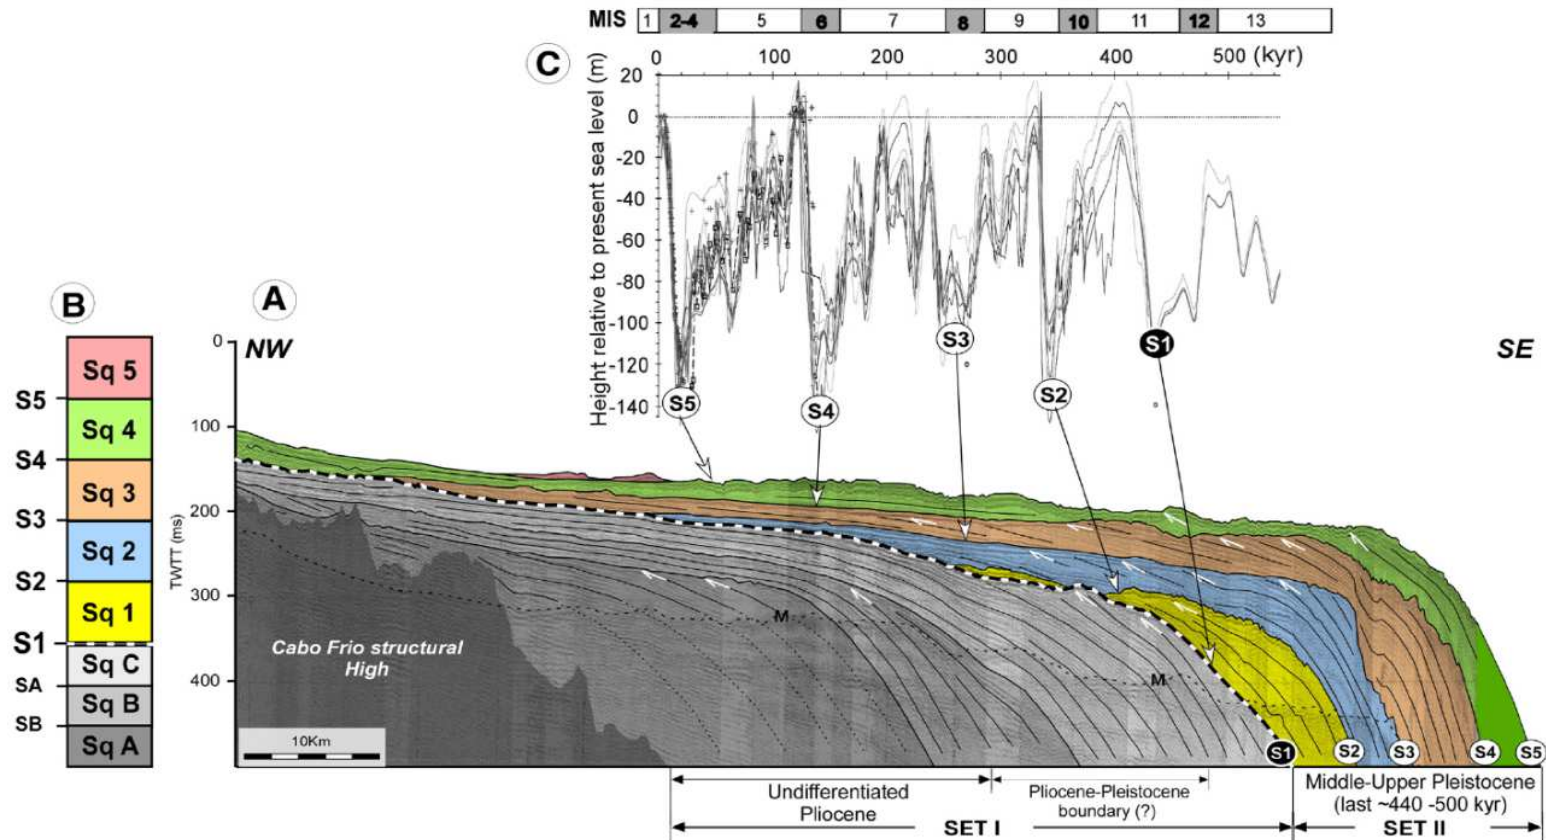 MIS 1 2-4 5 6 7 8 9 10 11 12 13
C
0 100 200 300 400 500 (kyr)
Height relative to present sea level (m)
20
0
-20
-40
-60
-80
-100
-120
-140
S3
S1
S5
S4
S2
B
Sq 5
S5
Sq 4
S4
Sq 3
S3
Sq 2
S2
Sq 1
S1
Sq C
SA
Sq B
SB
Sq A
A
NW
SE
TWTT (ms)
0
100
200
300
400
M
M
Cabo Frio structural
High
10Km
S1 S2 S3 S4 S5
Undifferentiated
Pliocene
Pliocene-Pleistocene
boundary (?)
Middle-Upper Pleistocene
(last ~440 -500 kyr)
SET I
SET II